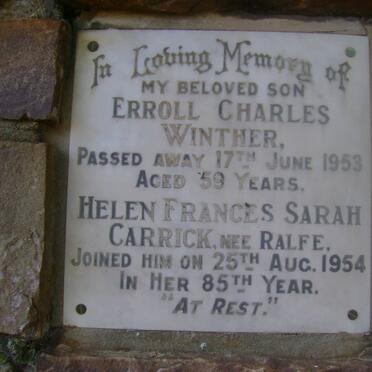 In Loving Memory of
MY BELOVED SON
ERROLL CHARLES
WINTHER,
PASSED AWAY 17TH JUNE 1953
AGED 59 YEARS.
HELEN FRANCES SARAH
CARRICK, NEE RALFE,
JOINED HIM ON 25TH AUG. 1954
IN HER 85TH YEAR.
"AT REST."